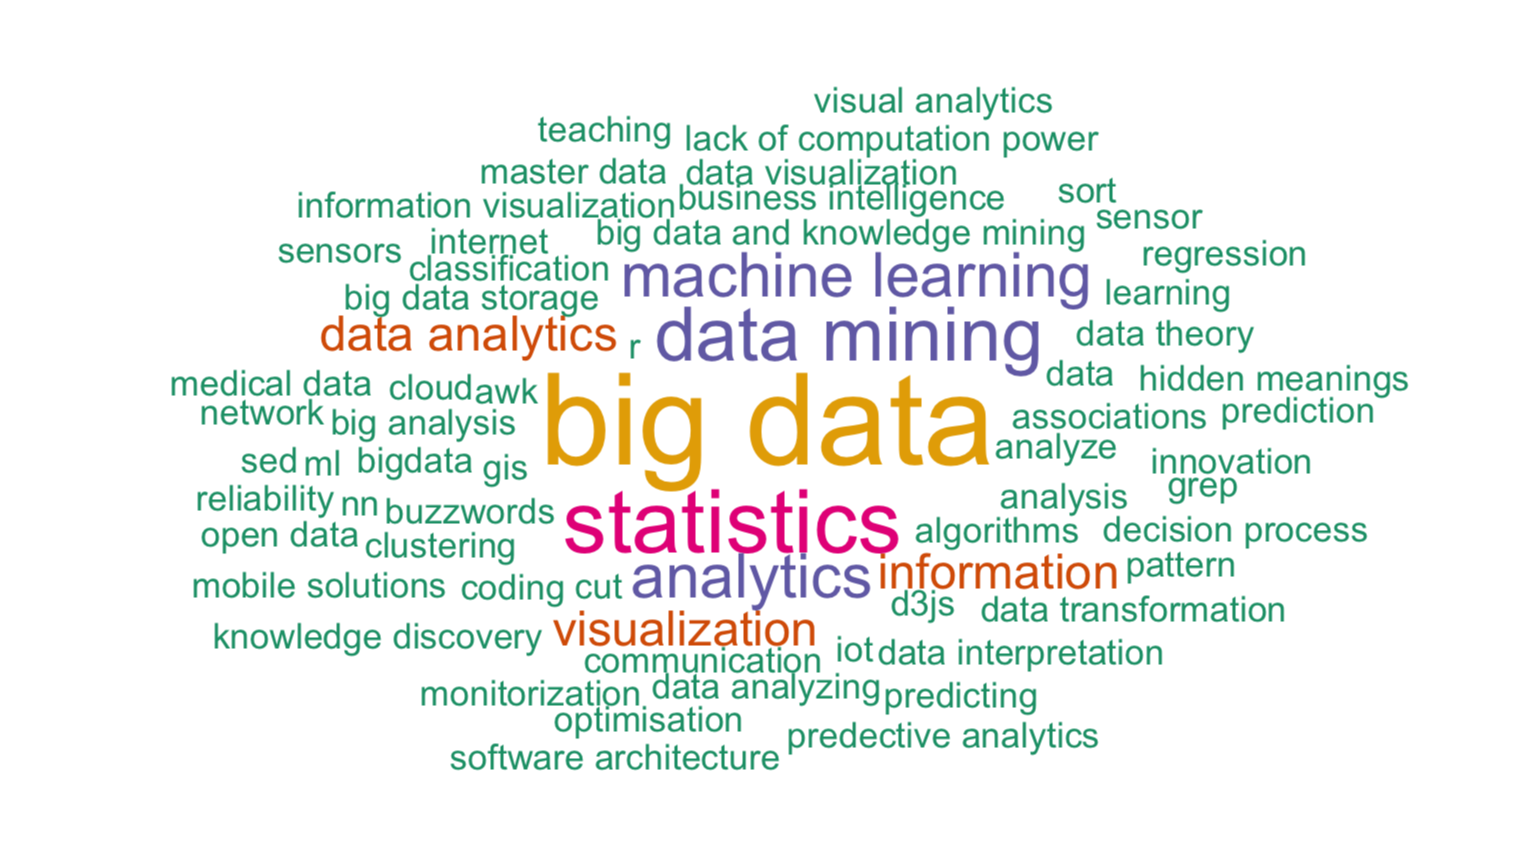 visual analytics
teaching
lack of computation power
master data
data visualization
business intelligence
sort
information visualization
sensor
big data and knowledge mining
internet
sensors
regression
classification
machine learning
learning
big data storage
data analytics
r
data mining
data theory
data
hidden meanings
medical data
cloud
awk
network
big analysis
big data
associations
prediction
analyze
sed
ml
bigdata
gis
innovation
grep
reliability
nn
buzzwords
analysis
statistics
open data
clustering
algorithms
decision process
mobile solutions
coding
cut
analytics
information
pattern
d3js
data transformation
knowledge discovery
visualization
communication
iot
data interpretation
monitorization
data analyzing
predicting
optimisation
predective analytics
software architecture